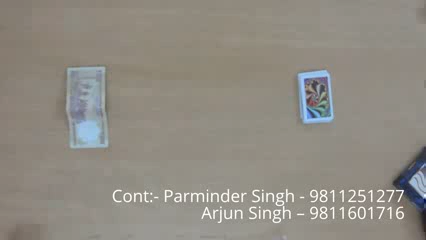 Cont:- Parminder Singh - 9811251277
Arjun Singh – 9811601716